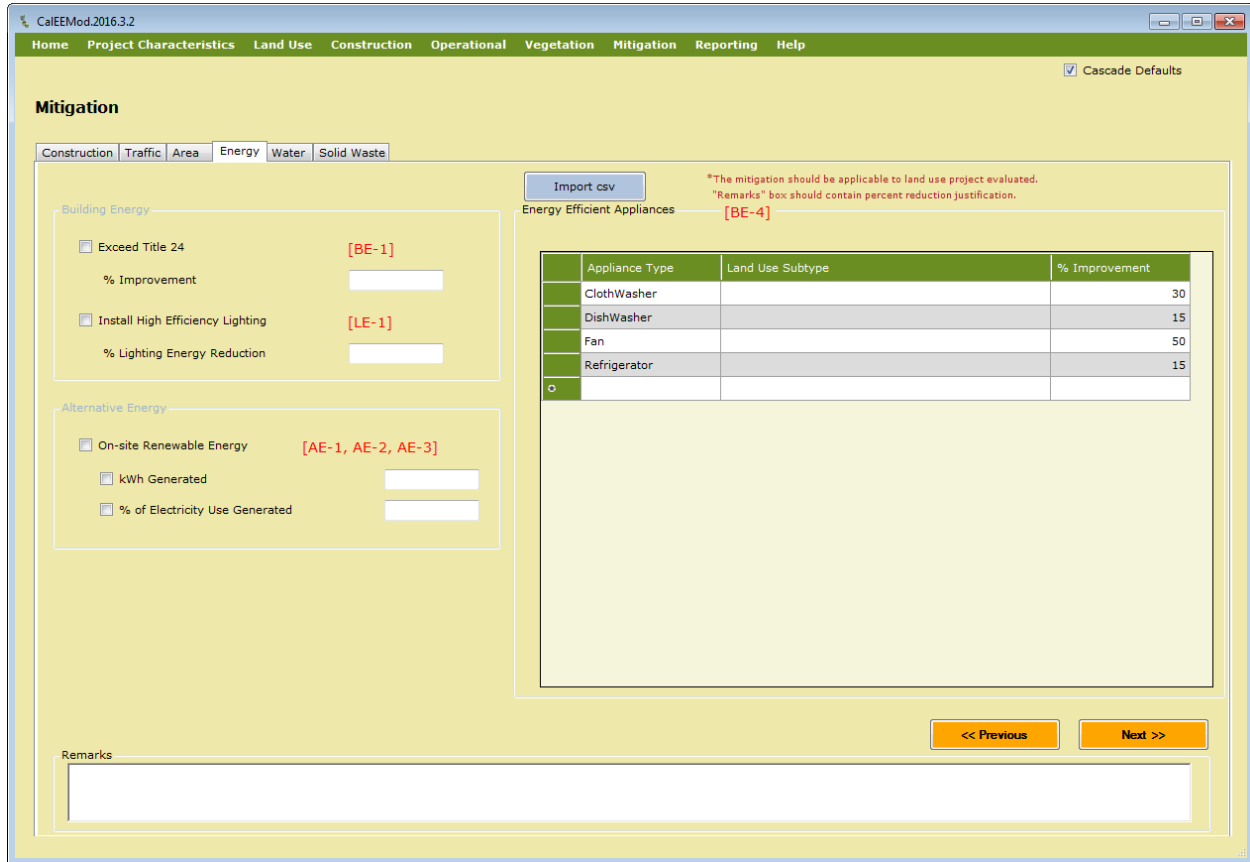 CalEEMod.2016.3.2
Home Project Characteristics Land Use Construction Operational Vegetation Mitigation Reporting Help
Cascade Defaults
Mitigation
Construction Traffic Area Energy Water Solid Waste
Import csv
*The mitigation should be applicable to land use project evaluated.
"Remarks" box should contain percent reduction justification.
Building Energy
Exceed Title 24 [BE-1]
% Improvement
Install High Efficiency Lighting [LE-1]
% Lighting Energy Reduction
Alternative Energy
On-site Renewable Energy [AE-1, AE-2, AE-3]
kWh Generated
% of Electricity Use Generated
Energy Efficient Appliances [BE-4]
Appliance Type Land Use Subtype % Improvement
ClothWasher 30
DishWasher 15
Fan 50
Refrigerator 15
<< Previous Next >>
Remarks